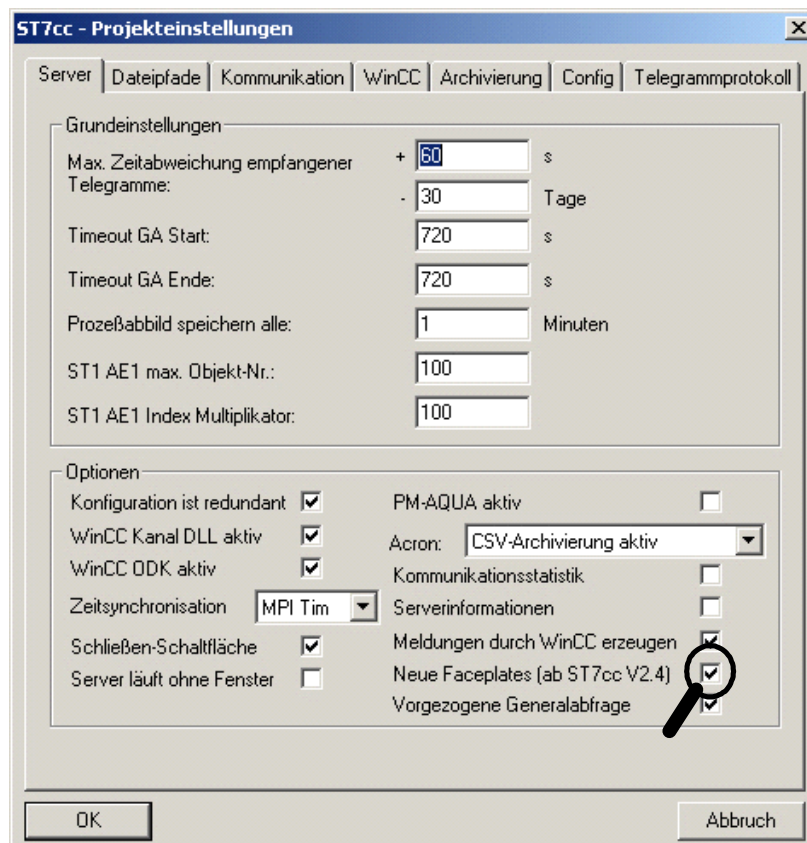 ST7cc - Projekteinstellungen
Server Dateipfade Kommunikation WinCC Archivierung Config Telegrammprotokoll
Grundeinstellungen
Max. Zeitabweichung empfangener + 60 s
Telegramme:
- 30 Tage
Timeout GA Start: 720 s
Timeout GA Ende: 720 s
Prozeßabbild speichern alle: 1 Minuten
ST1 AE1 max. Objekt-Nr.: 100
ST1 AE1 Index Multiplikator: 100
Optionen
Konfiguration ist redundant
WinCC Kanal DLL aktiv
WinCC ODK aktiv
Zeitsynchronisation MPI Tim
Schließen-Schaltfläche
Server läuft ohne Fenster
PM-AQUA aktiv
Acron: CSV-Archivierung aktiv
Kommunikationsstatistik
Serverinformationen
Meldungen durch WinCC erzeugen
Neue Faceplates (ab ST7cc V2.4)
Vorgezogene Generalabfrage
OK Abbruch